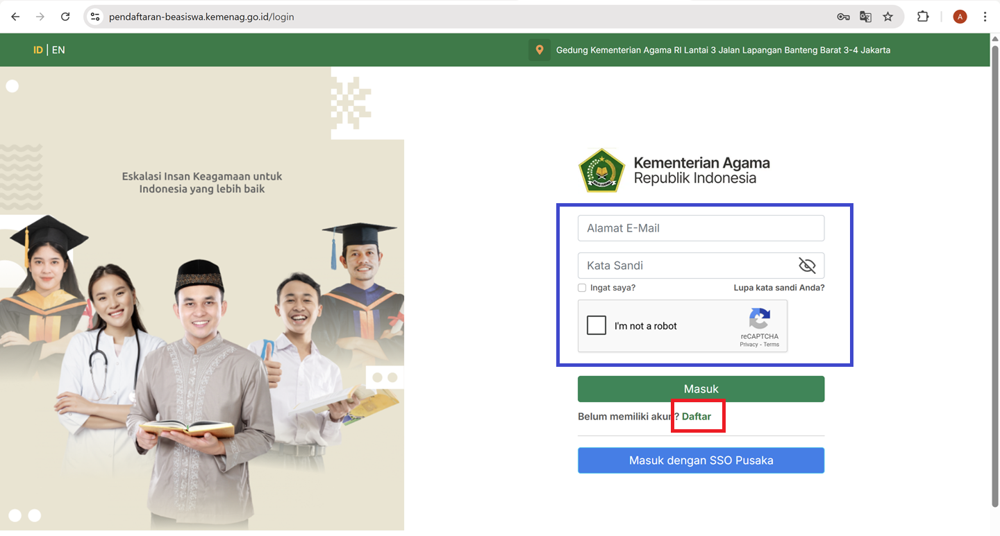 pendaftaran-beasiswa.kemenag.go.id/login
A
ID | EN
Gedung Kementerian Agama RI Lantai 3 Jalan Lapangan Banteng Barat 3-4 Jakarta
Eskalasi Insan Keagamaan untuk
Indonesia yang lebih baik
Kementerian Agama
Republik Indonesia
Alamat E-Mail
Kata Sandi
Ingat saya?
Lupa kata sandi Anda?
I'm not a robot
reCAPTCHA
Privacy - Terms
Masuk
Belum memiliki akun? Daftar
Masuk dengan SSO Pusaka